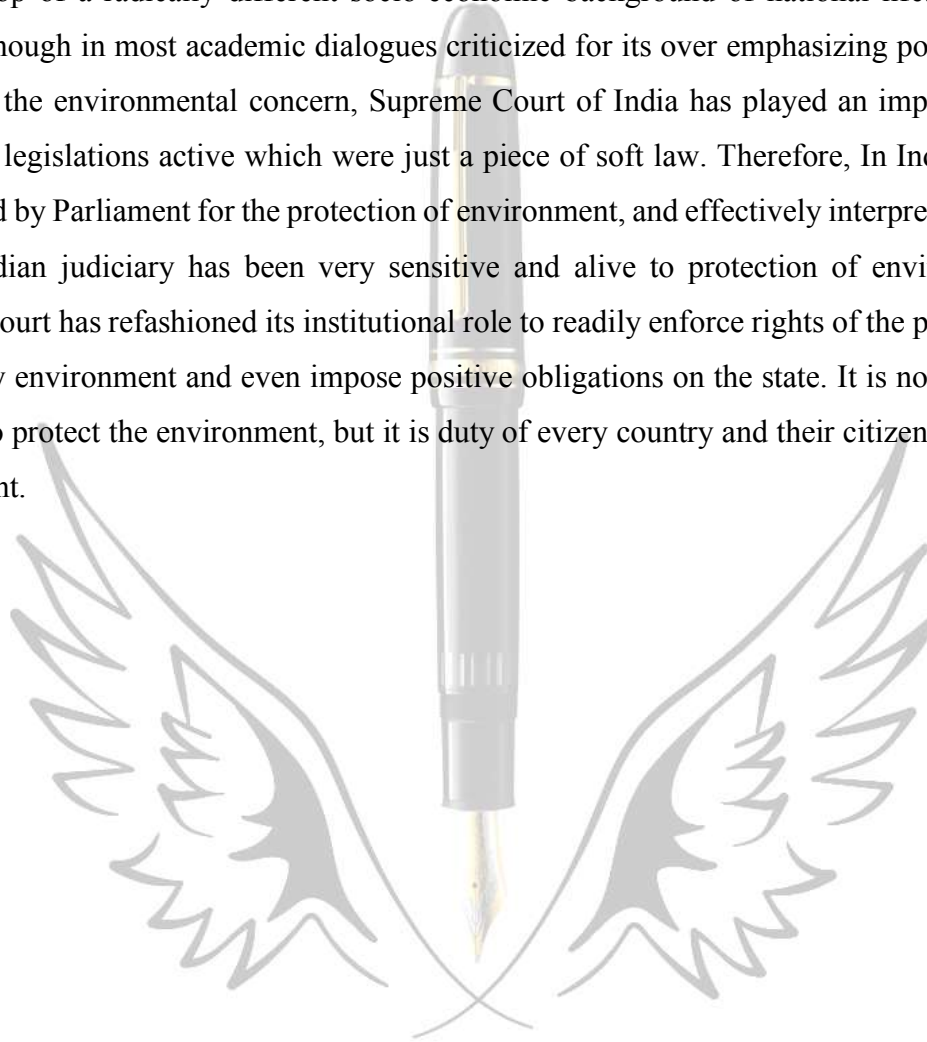 op of a radically different socio economic background of national
nough in most academic dialogues criticized for its over emphasizing po
the environmental concern, Supreme Court of India has played an imp
legislations active which were just a piece of soft law. Therefore, In In
d by Parliament for the protection of environment, and effectively interpre
dian judiciary has been very sensitive and alive to protection of envi
ourt has refashioned its institutional role to readily enforce rights of the p
y environment and even impose positive obligations on the state. It is no
o protect the environment, but it is duty of every country and their citizen
nt.